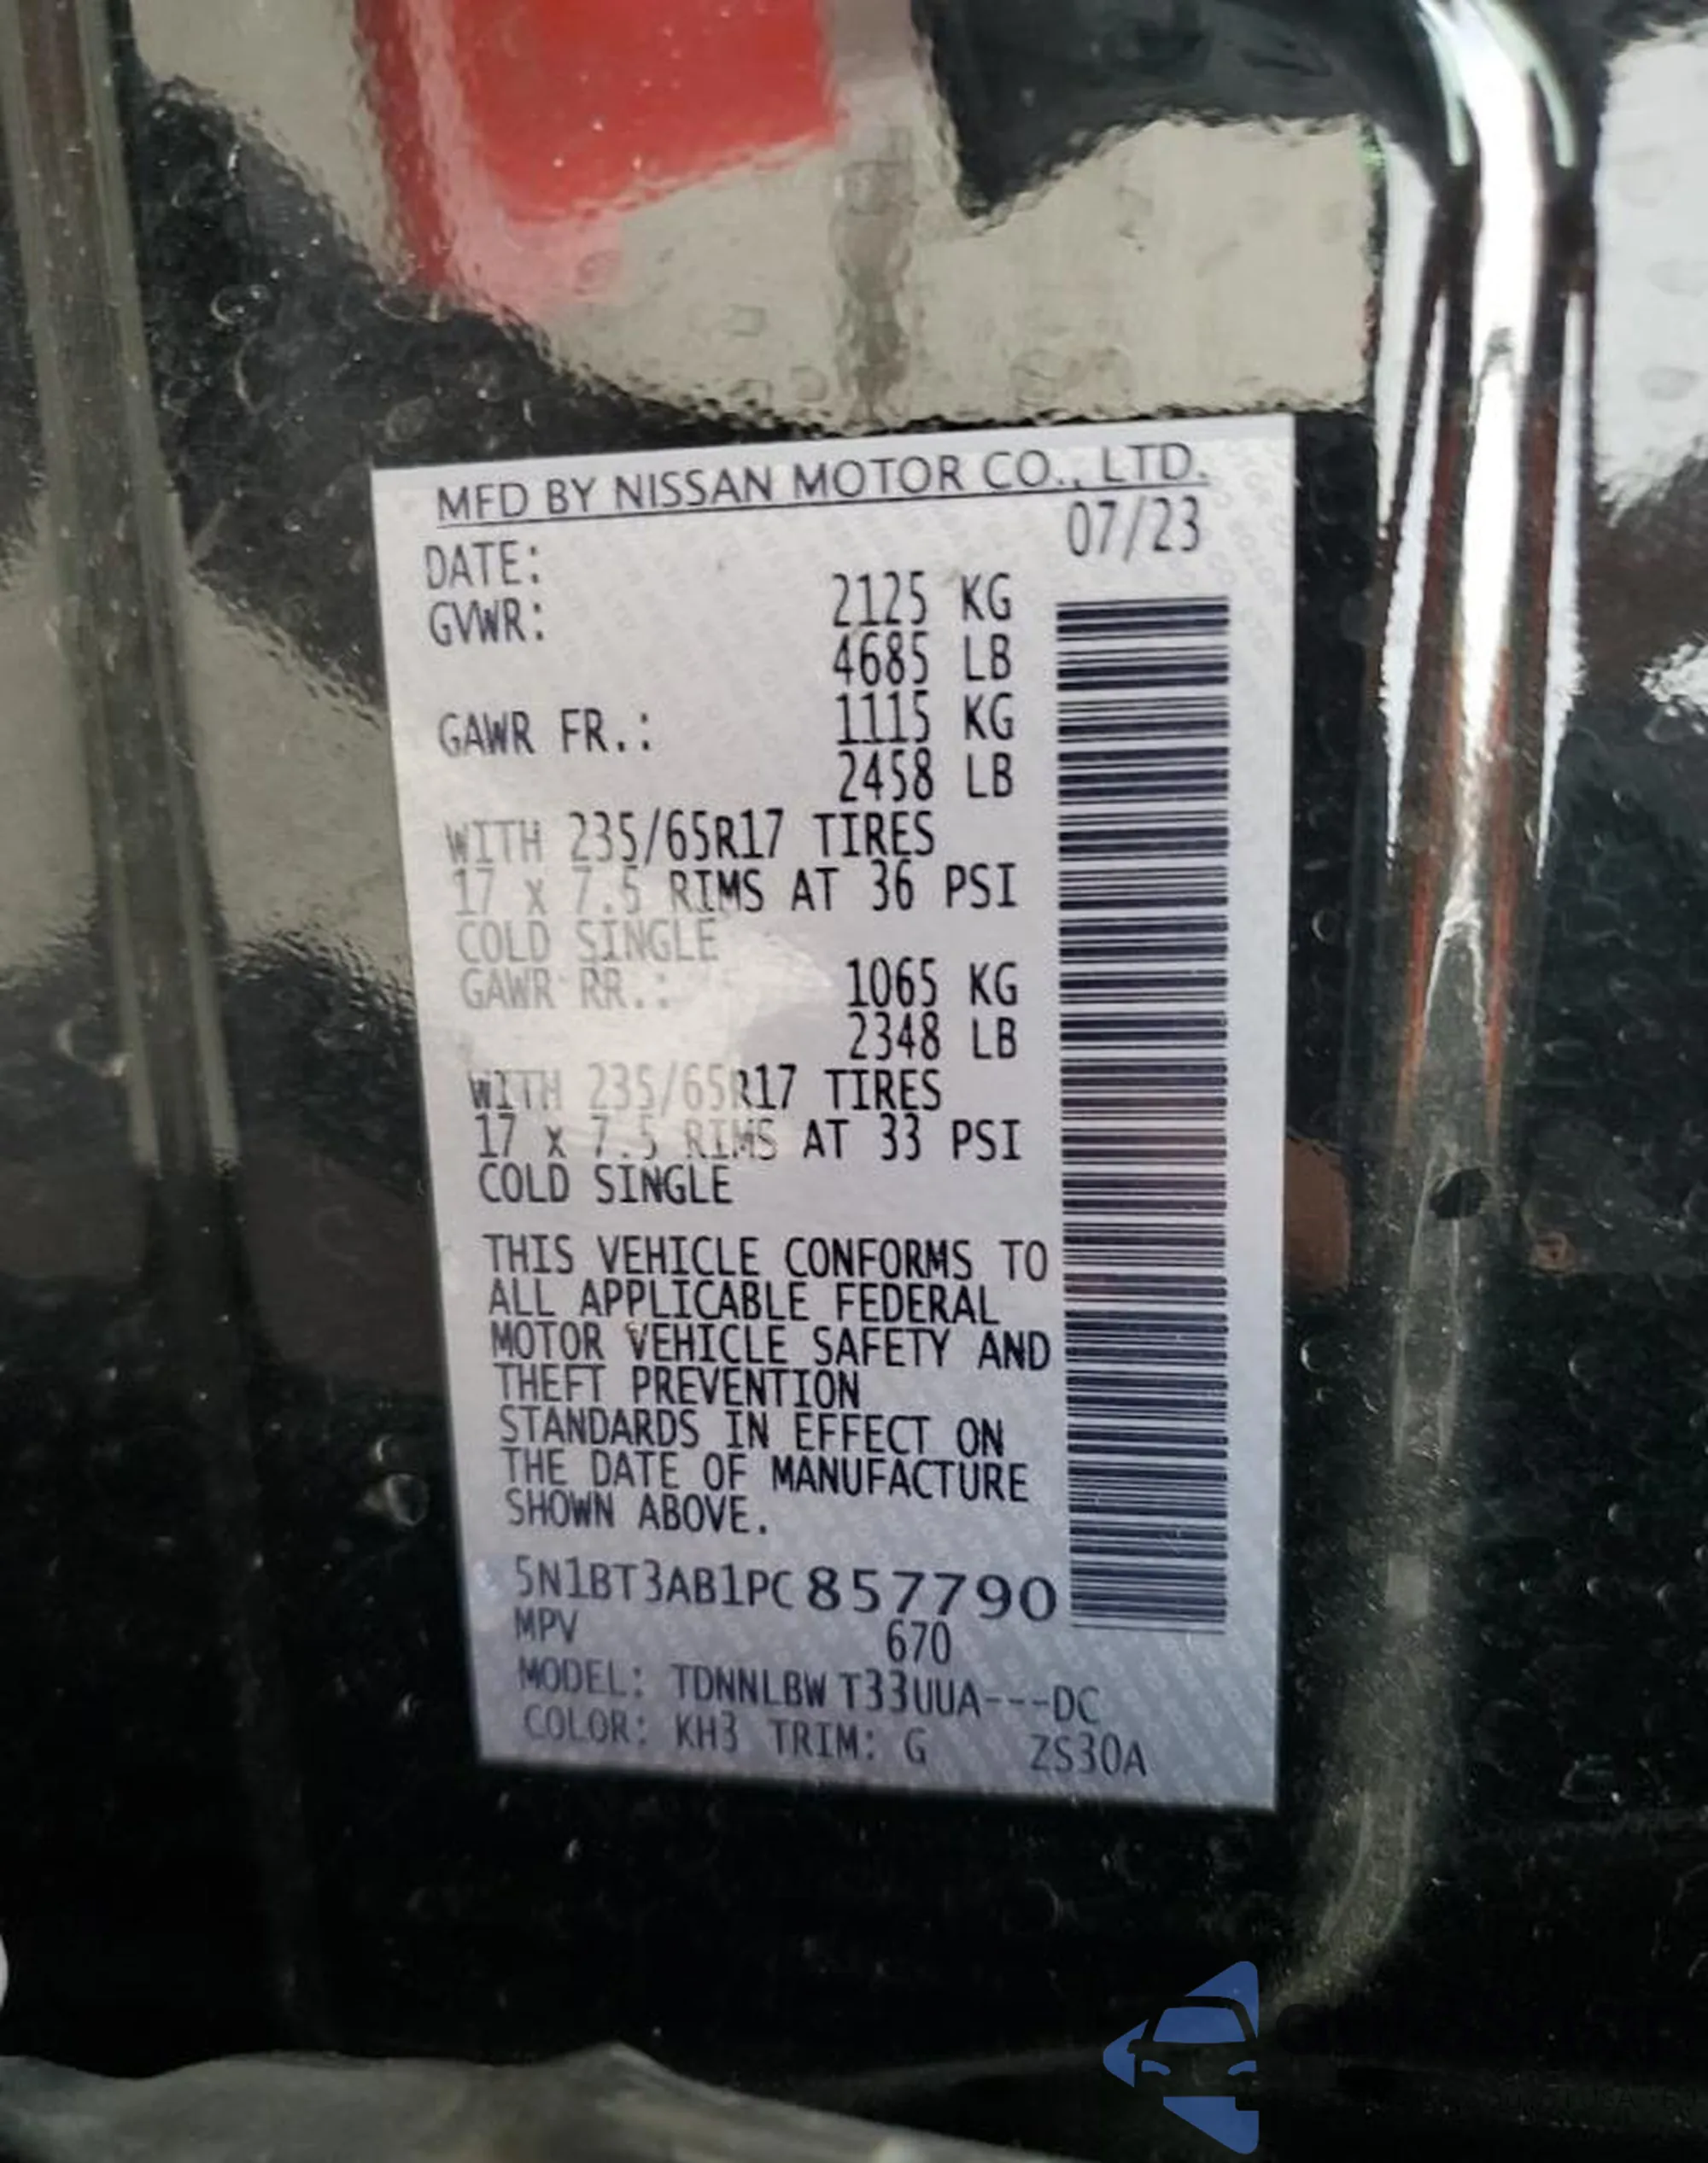 MFD BY NISSAN MOTOR CO., LTD.
DATE: 07/23
GVWR: 2125 KG
4685 LB
GAWR FR.: 1115 KG
2458 LB
WITH 235/65R17 TIRES
17 x 7.5 RIMS AT 36 PSI
COLD SINGLE
GAWR RR.: 1065 KG
2348 LB
WITH 235/65R17 TIRES
17 x 7.5 RIMS AT 33 PSI
COLD SINGLE
THIS VEHICLE CONFORMS TO
ALL APPLICABLE FEDERAL
MOTOR VEHICLE SAFETY AND
THEFT PREVENTION
STANDARDS IN EFFECT ON
THE DATE OF MANUFACTURE
SHOWN ABOVE.
5N1BT3AB1PC857790
MPV 670
MODEL: TDNNLBW T33UUA---DC
COLOR: KH3 TRIM: G ZS30A